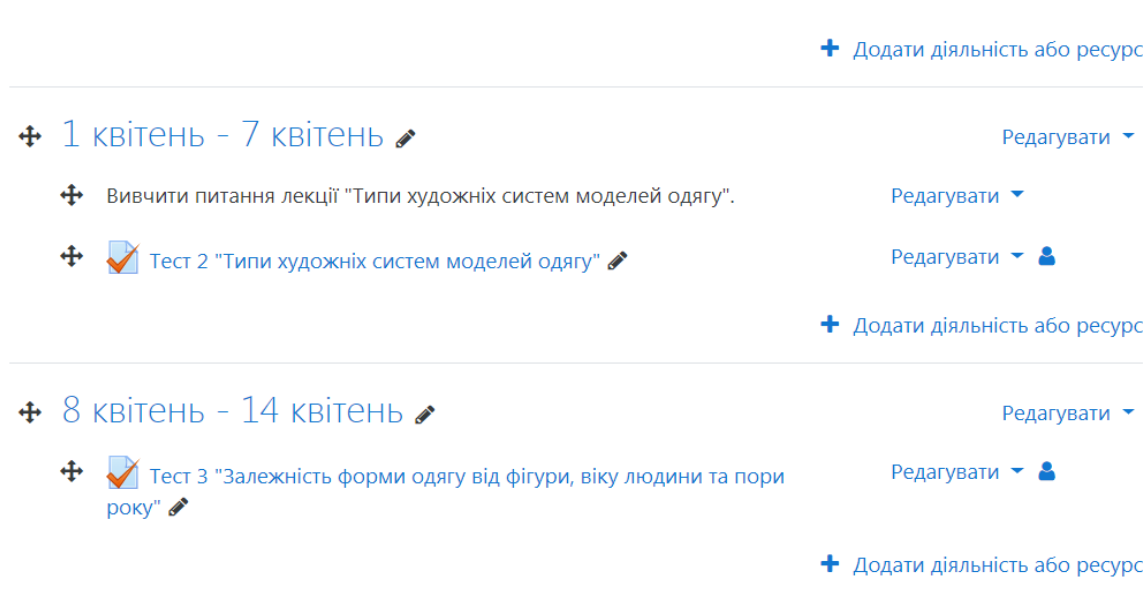 Додати діяльність або ресурс
1 квітень - 7 квітень
Редагувати
Вивчити питання лекції "Типи художніх систем моделей одягу".
Редагувати
Тест 2 "Типи художніх систем моделей одягу"
Редагувати
Додати діяльність або ресурс
8 квітень - 14 квітень
Редагувати
Тест 3 "Залежність форми одягу від фігури, віку людини та пори
року"
Редагувати
Додати діяльність або ресурс